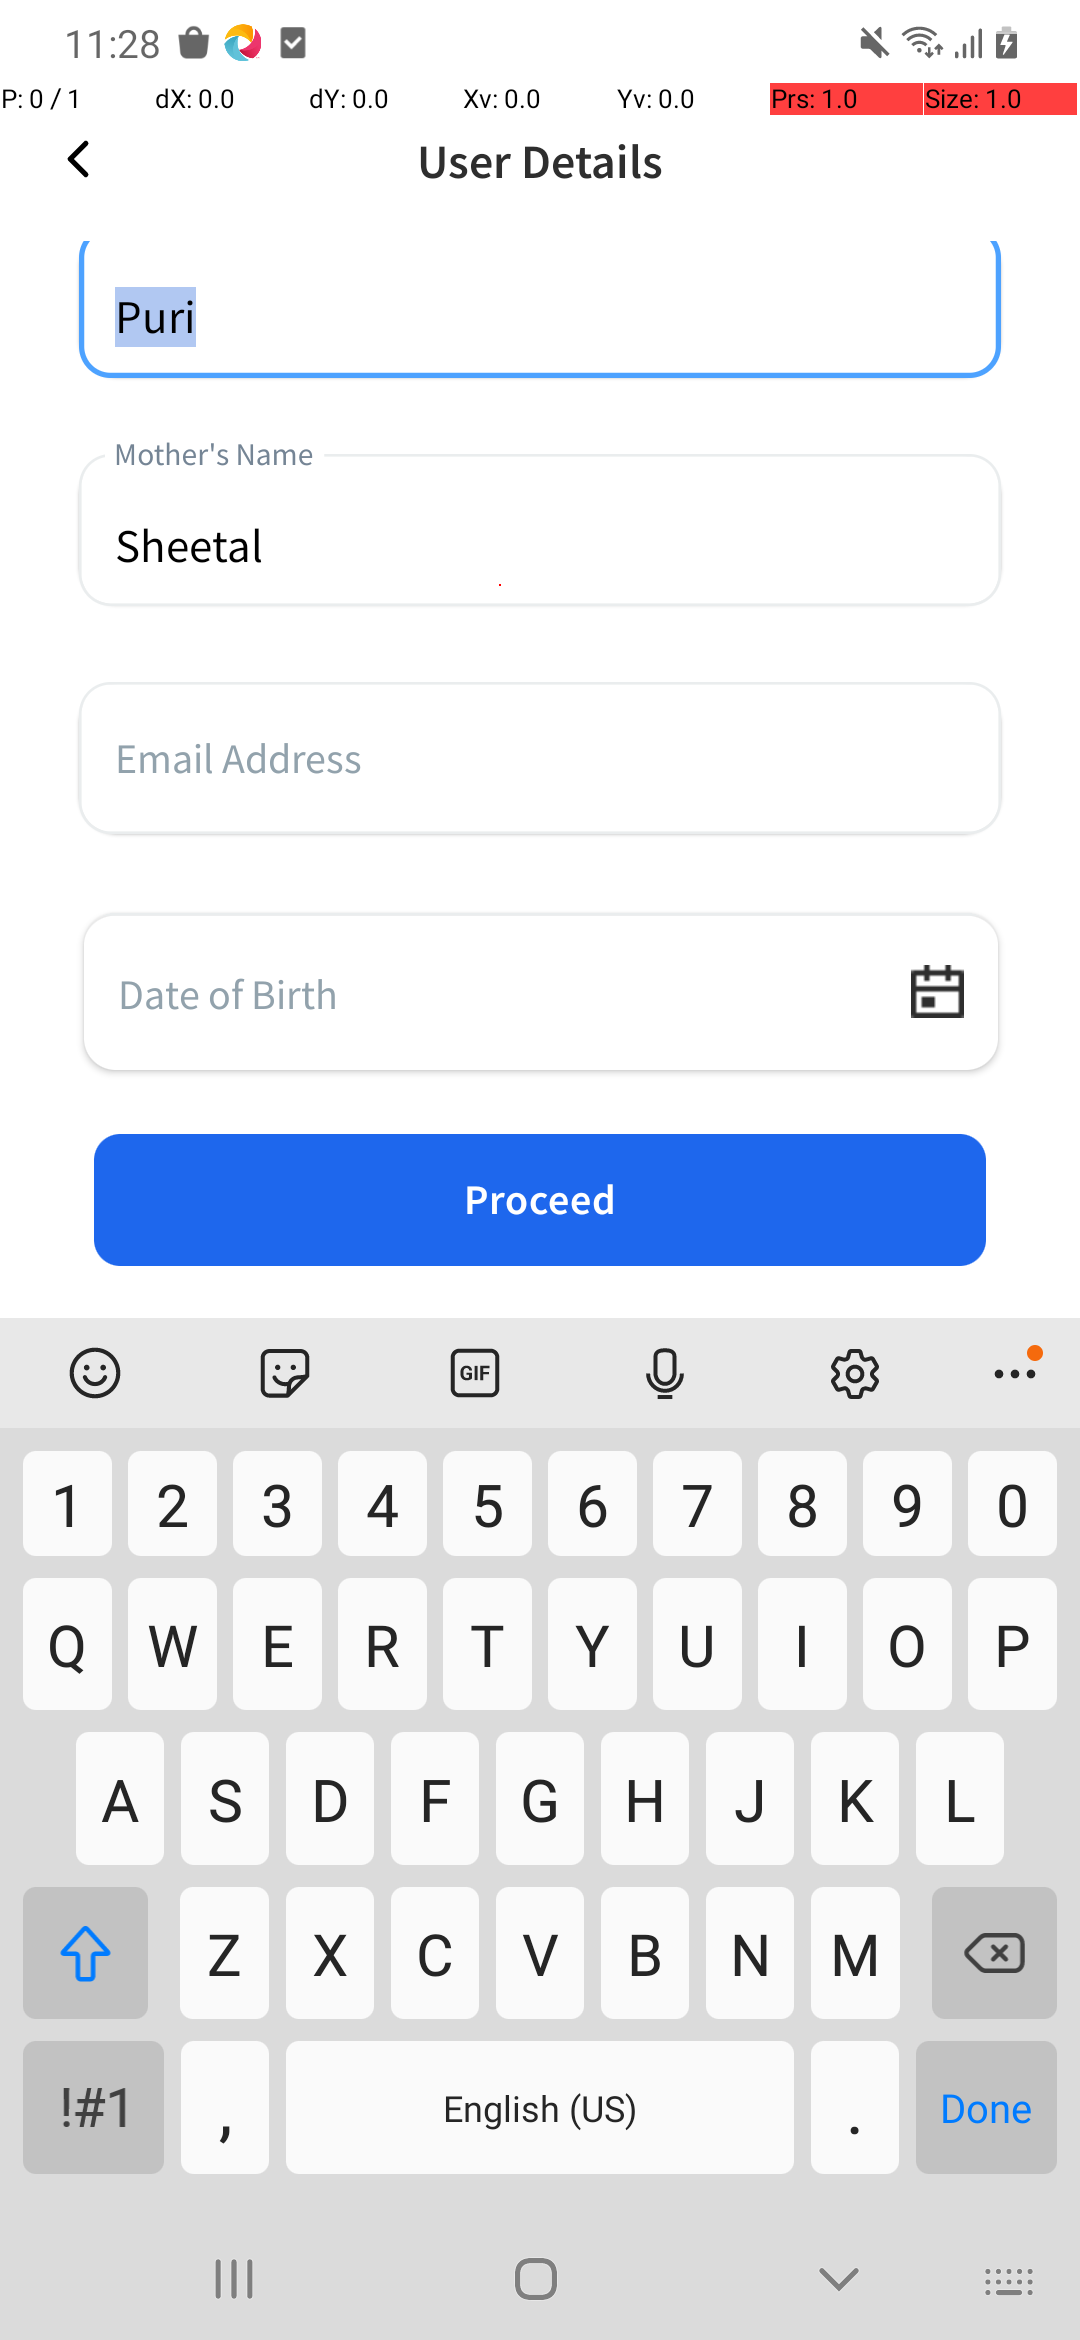 11:28
P: 0 / 1 dX: 0.0 dY: 0.0 Xv: 0.0 Yv: 0.0 Prs: 1.0 Size: 1.0
User Details
Puri
Mother's Name
Sheetal
Email Address
Date of Birth
Proceed
GIF
1 2 3 4 5 6 7 8 9 0
Q W E R T Y U I O P
A S D F G H J K L
Z X C V B N M
!#1 , English (US) . Done